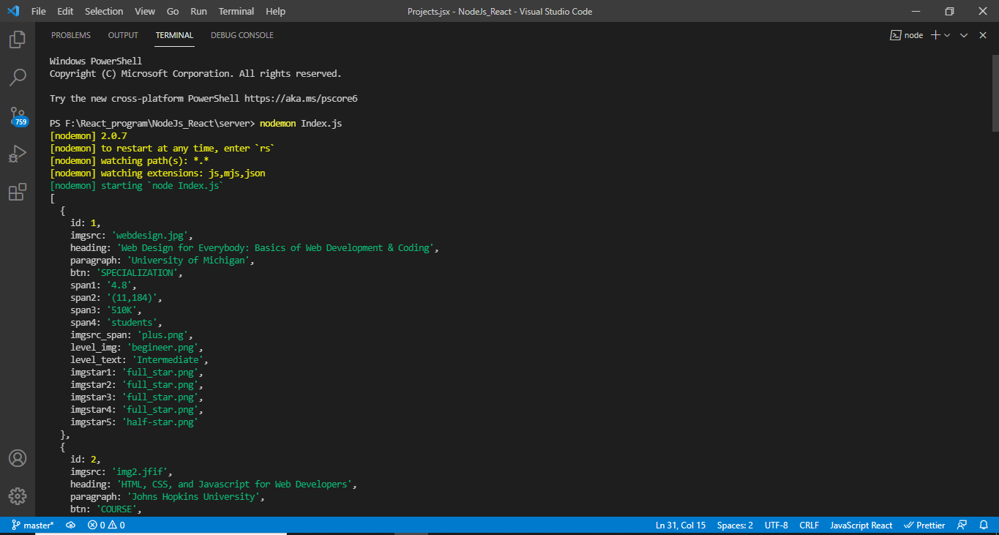 File Edit Selection View Go Run Terminal Help Projects.jsx - NodeJs_React - Visual Studio Code
PROBLEMS OUTPUT TERMINAL DEBUG CONSOLE node
Windows PowerShell
Copyright (C) Microsoft Corporation. All rights reserved.
Try the new cross-platform PowerShell https://aka.ms/pscore6
759
PS F:\React_program\NodeJs_React\server> nodemon Index.js
[nodemon] 2.0.7
[nodemon] to restart at any time, enter `rs`
[nodemon] watching path(s): *.*
[nodemon] watching extensions: js,mjs,json
[nodemon] starting `node Index.js`
[
{
id: 1,
imgsrc: 'webdesign.jpg',
heading: 'Web Design for Everybody: Basics of Web Development & Coding',
paragraph: 'University of Michigan',
btn: 'SPECIALIZATION',
span1: '4.8',
span2: '(11,184)',
span3: '510K',
span4: 'students',
imgsrc_span: 'plus.png',
level_img: 'begineer.png',
level_text: 'Intermediate',
imgstar1: 'full_star.png',
imgstar2: 'full_star.png',
imgstar3: 'full_star.png',
imgstar4: 'full_star.png',
imgstar5: 'half-star.png'
},
{
id: 2,
imgsrc: 'img2.jfif',
heading: 'HTML, CSS, and Javascript for Web Developers',
paragraph: 'Johns Hopkins University',
btn: 'COURSE',
master* 0 0 Ln 31, Col 15 Spaces: 2 UTF-8 CRLF JavaScript React Prettier